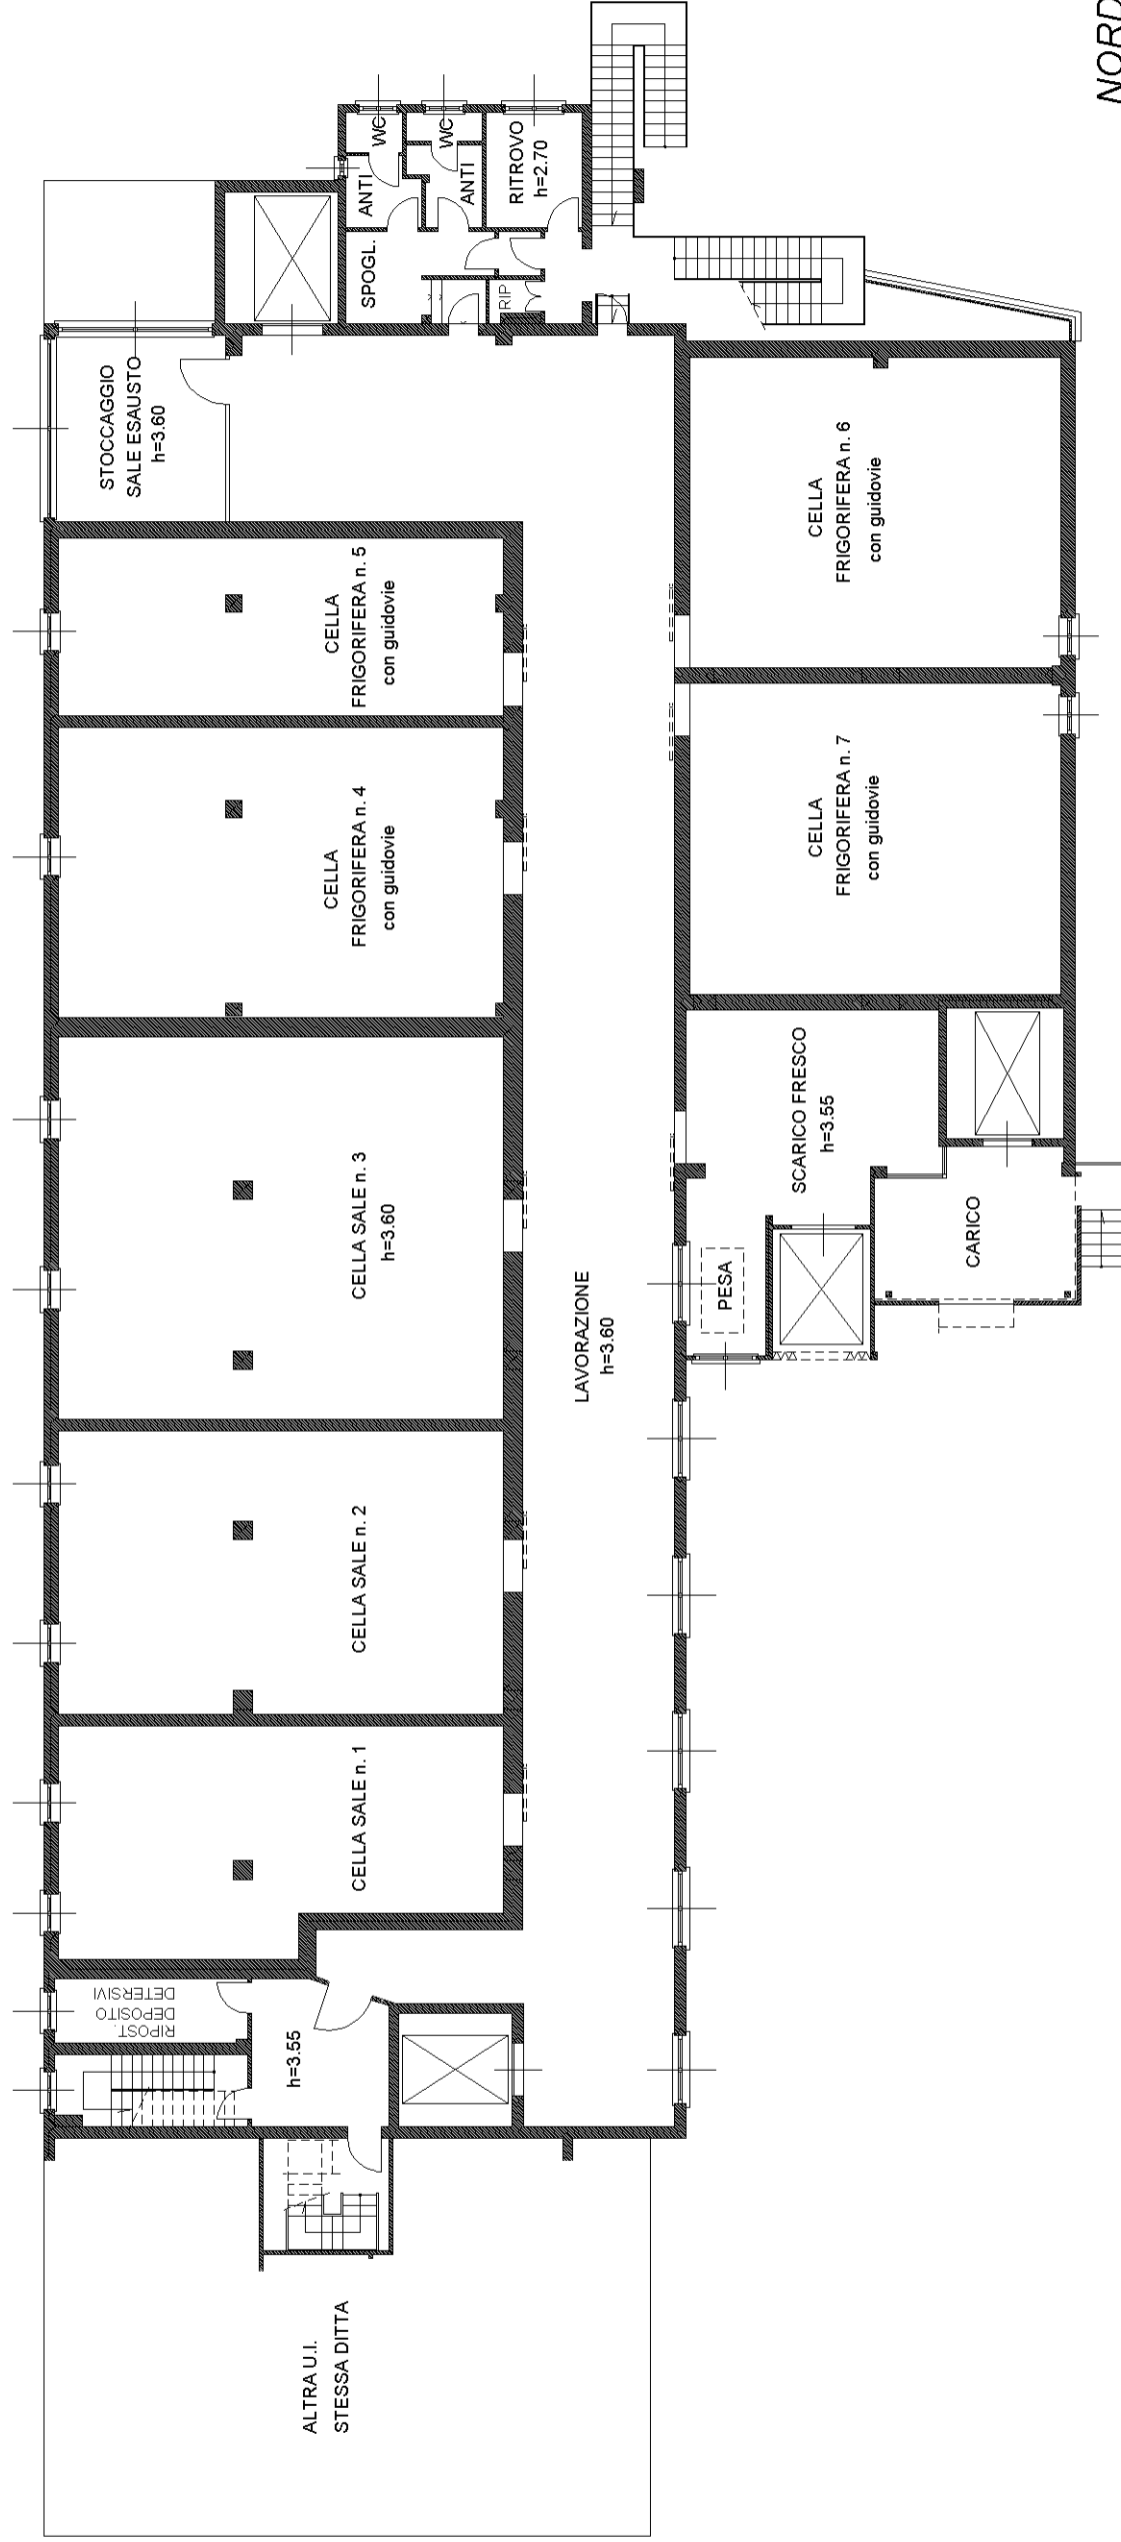 NORD
WC
WC
ANTI
ANTI
RITROVO
h=2.70
SPOGL.
RIP
STOCCAGGIO
SALE ESAUSTO
h=3.60
CELLA
FRIGORIFERA n. 5
con guidovie
CELLA
FRIGORIFERA n. 6
con guidovie
CELLA
FRIGORIFERA n. 4
con guidovie
CELLA
FRIGORIFERA n. 7
con guidovie
CELLA SALE n. 3
h=3.60
SCARICO FRESCO
h=3.55
CARICO
PESA
LAVORAZIONE
h=3.60
CELLA SALE n. 2
CELLA SALE n. 1
RIPOST.
DEPOSITO
DETERSIVI
h=3.55
ALTRA U.I.
STESSA DITTA